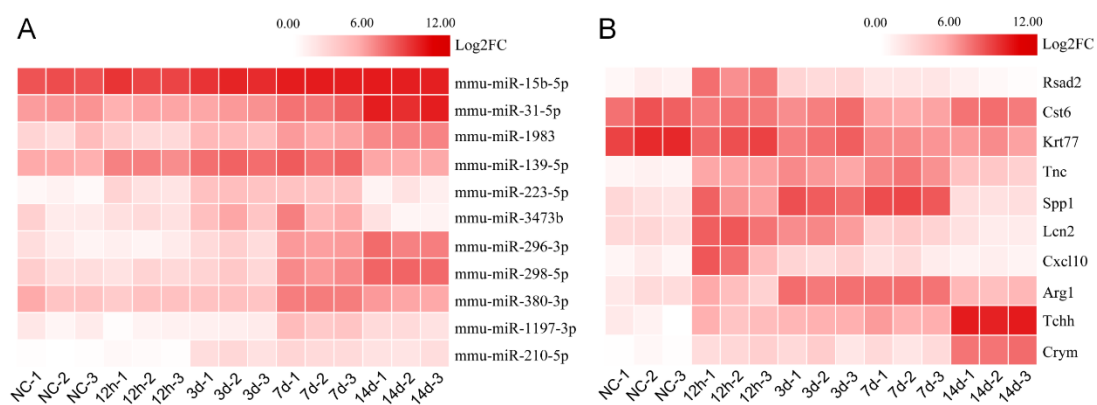 A
0.00 6.00 12.00
Log2FC
mmu-miR-15b-5p
mmu-miR-31-5p
mmu-miR-1983
mmu-miR-139-5p
mmu-miR-223-5p
mmu-miR-3473b
mmu-miR-296-3p
mmu-miR-298-5p
mmu-miR-380-3p
mmu-miR-1197-3p
mmu-miR-210-5p
NC-1 NC-2 NC-3 12h-1 12h-2 12h-3 3d-1 3d-2 3d-3 7d-1 7d-2 7d-3 14d-1 14d-2 14d-3
B
0.00 6.00 12.00
Log2FC
Rsad2
Cst6
Krt77
Tnc
Spp1
Lcn2
Cxcl10
Arg1
Tchh
Crym
NC-1 NC-2 NC-3 12h-1 12h-2 12h-3 3d-1 3d-2 3d-3 7d-1 7d-2 7d-3 14d-1 14d-2 14d-3